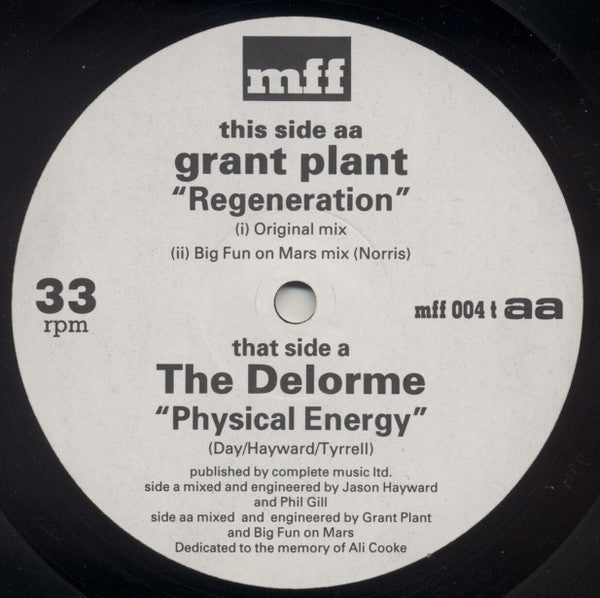 mff
this side aa
grant plant
“Regeneration”
(i) Original mix
(ii) Big Fun on Mars mix (Norris)
33
rpm
mff 004 t aa
that side a
The Delorme
“Physical Energy”
(Day/Hayward/Tyrrell)
published by complete music ltd.
side a mixed and engineered by Jason Hayward
and Phil Gill
side aa mixed and engineered by Grant Plant
and Big Fun on Mars
Dedicated to the memory of Ali Cooke